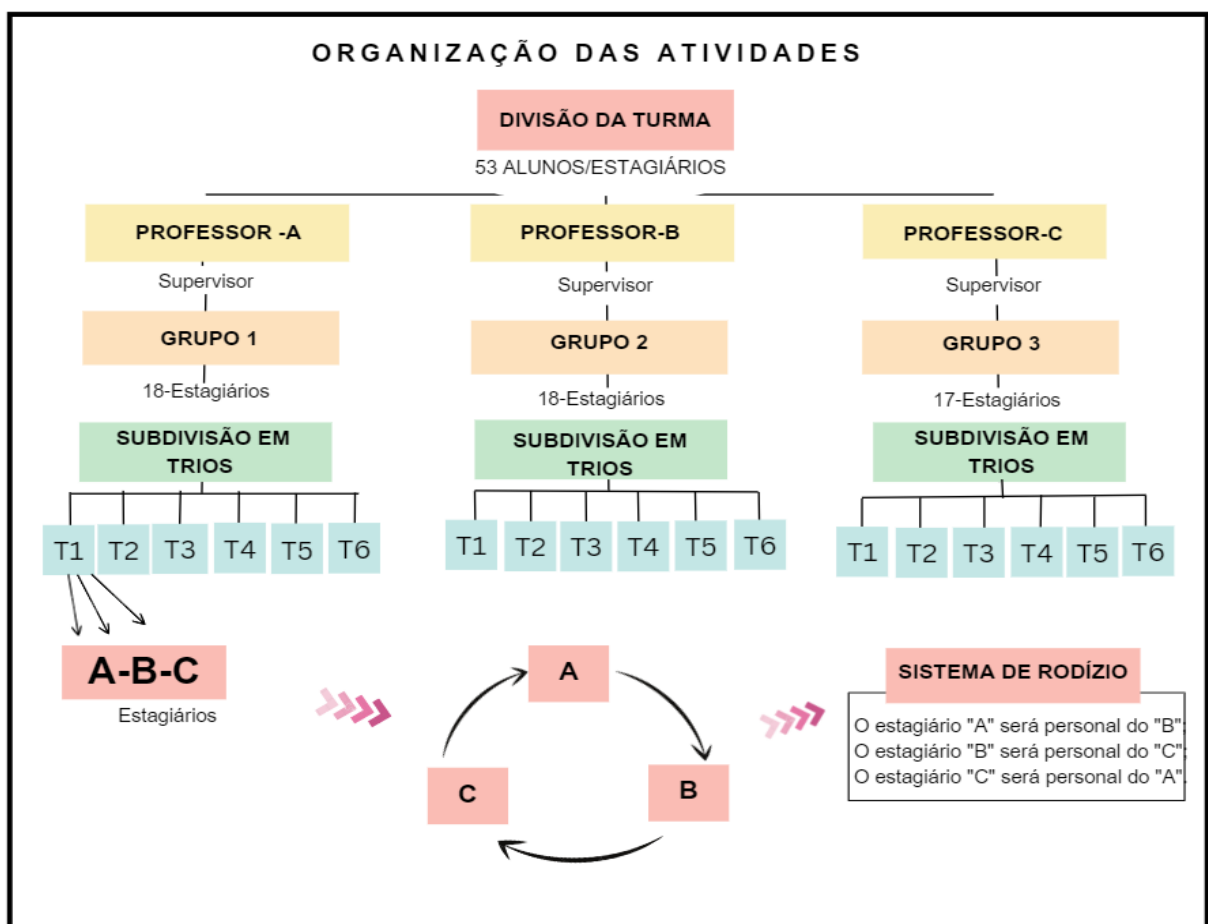 ORGANIZAÇÃO DAS ATIVIDADES
DIVISÃO DA TURMA
53 ALUNOS/ESTAGIÁRIOS
PROFESSOR -A
PROFESSOR-B
PROFESSOR-C
Supervisor
Supervisor
Supervisor
GRUPO 1
GRUPO 2
GRUPO 3
18-Estagiários
18-Estagiários
17-Estagiários
SUBDIVISÃO EM
TRIOS
SUBDIVISÃO EM
TRIOS
SUBDIVISÃO EM
TRIOS
T1 T2 T3 T4 T5 T6
T1 T2 T3 T4 T5 T6
T1 T2 T3 T4 T5 T6
A-B-C
Estagiários
A
B
C
SISTEMA DE RODÍZIO
O estagiário "A" será personal do "B";
O estagiário "B" será personal do "C";
O estagiário "C" será personal do "A".